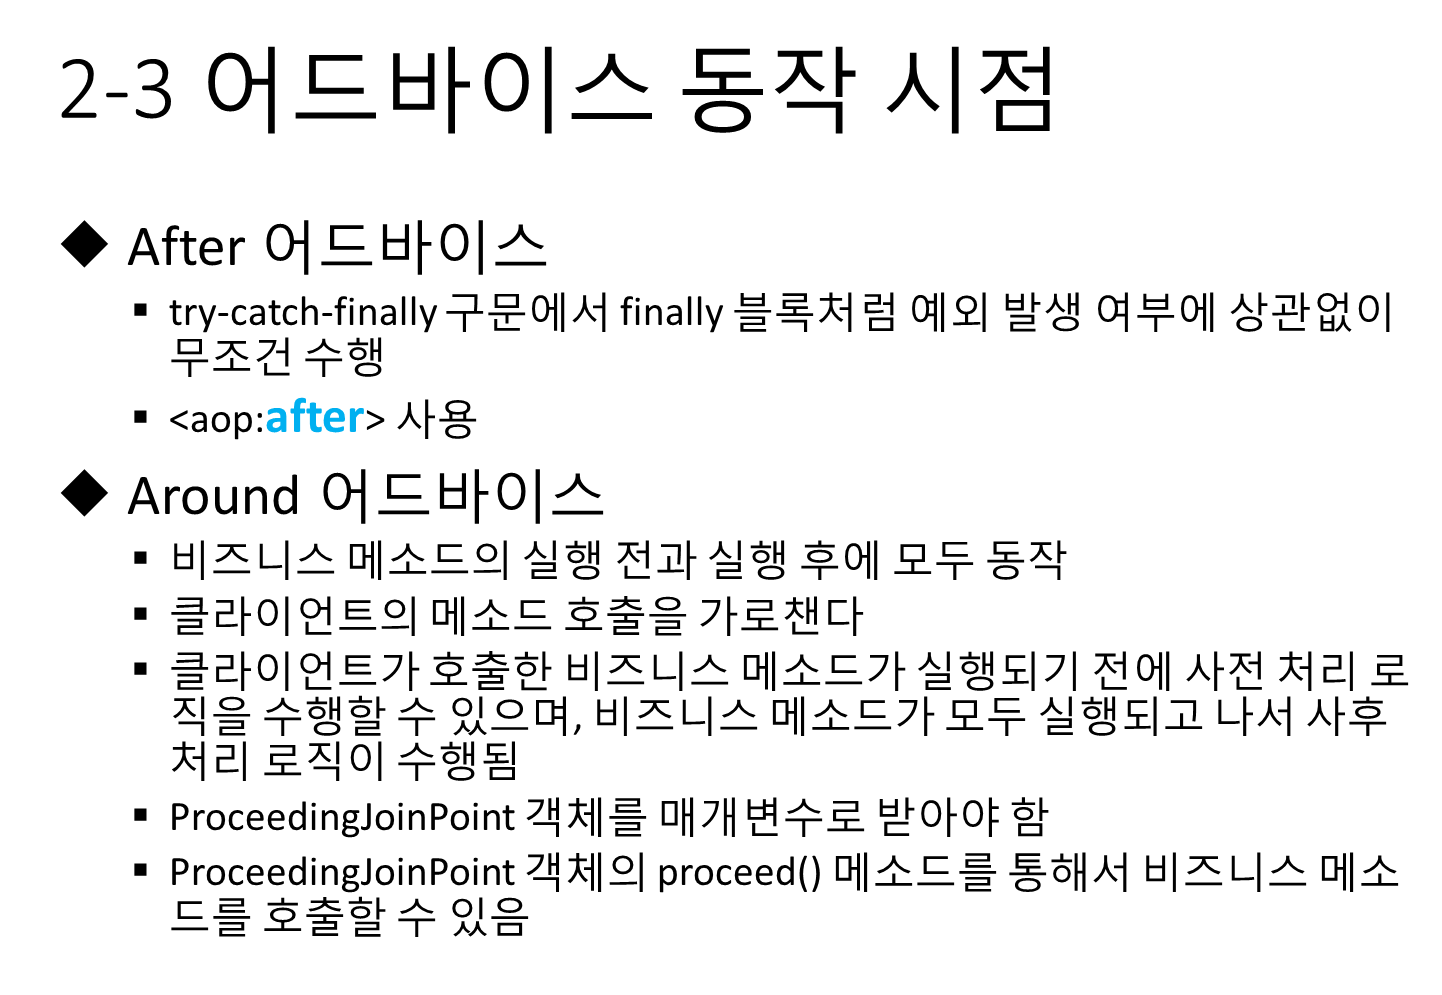 2-3 어드바이스 동작 시점
◆ After 어드바이스
▪ try-catch-finally 구문에서 finally 블록처럼 예외 발생 여부에 상관없이
무조건 수행
▪ <aop:after> 사용
◆ Around 어드바이스
▪ 비즈니스 메소드의 실행 전과 실행 후에 모두 동작
▪ 클라이언트의 메소드 호출을 가로챈다
▪ 클라이언트가 호출한 비즈니스 메소드가 실행되기 전에 사전 처리 로
직을 수행할 수 있으며, 비즈니스 메소드가 모두 실행되고 나서 사후
처리 로직이 수행됨
▪ ProceedingJoinPoint 객체를 매개변수로 받아야 함
▪ ProceedingJoinPoint 객체의 proceed() 메소드를 통해서 비즈니스 메소
드를 호출할 수 있음